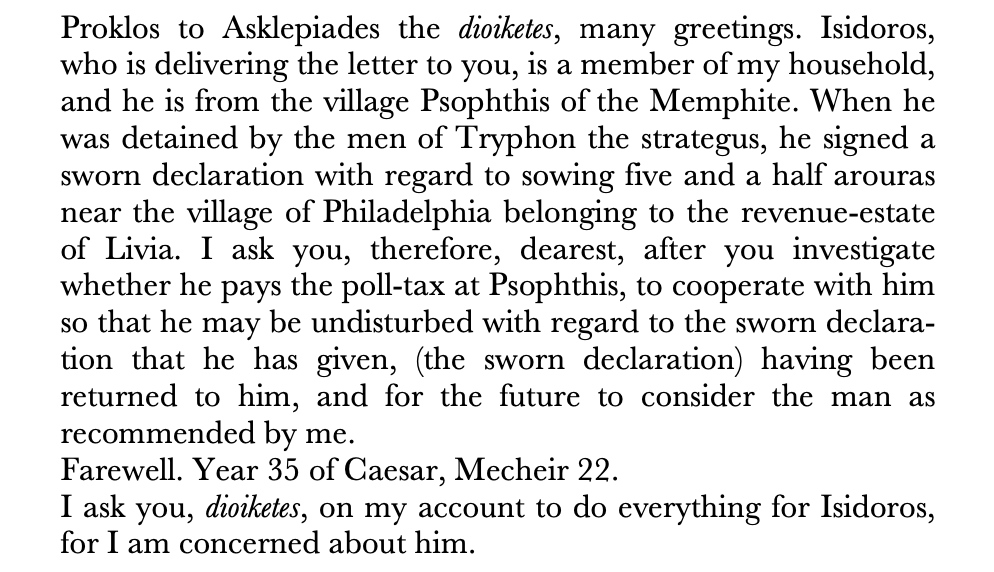 Proklos to Asklepiades the dioiketes, many greetings. Isidoros,
who is delivering the letter to you, is a member of my household,
and he is from the village Psophthis of the Memphite. When he
was detained by the men of Tryphon the strategus, he signed a
sworn declaration with regard to sowing five and a half arouras
near the village of Philadelphia belonging to the revenue-estate
of Livia. I ask you, therefore, dearest, after you investigate
whether he pays the poll-tax at Psophthis, to cooperate with him
so that he may be undisturbed with regard to the sworn declara-
tion that he has given, (the sworn declaration) having been
returned to him, and for the future to consider the man as
recommended by me.
Farewell. Year 35 of Caesar, Mecheir 22.
I ask you, dioiketes, on my account to do everything for Isidoros,
for I am concerned about him.